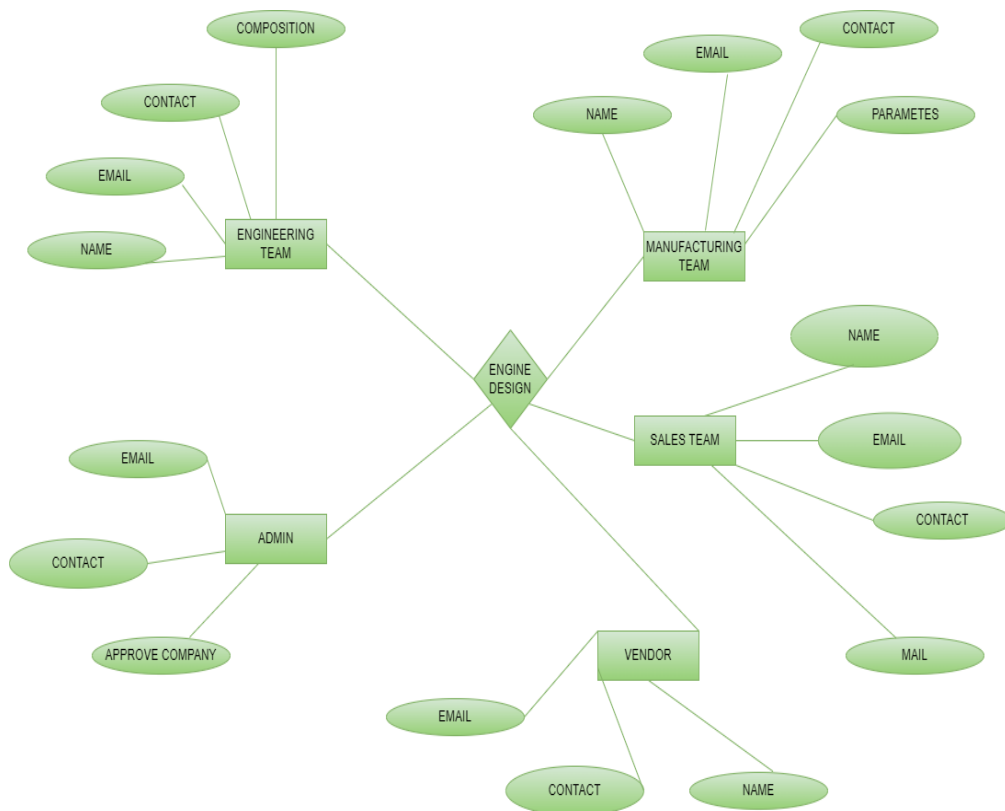 COMPOSITION
CONTACT
EMAIL
NAME
ENGINEERING
TEAM
CONTACT
EMAIL
NAME
PARAMETES
MANUFACTURING
TEAM
ENGINE
DESIGN
NAME
SALES TEAM
EMAIL
CONTACT
MAIL
EMAIL
ADMIN
CONTACT
APPROVE COMPANY
VENDOR
EMAIL
CONTACT
NAME